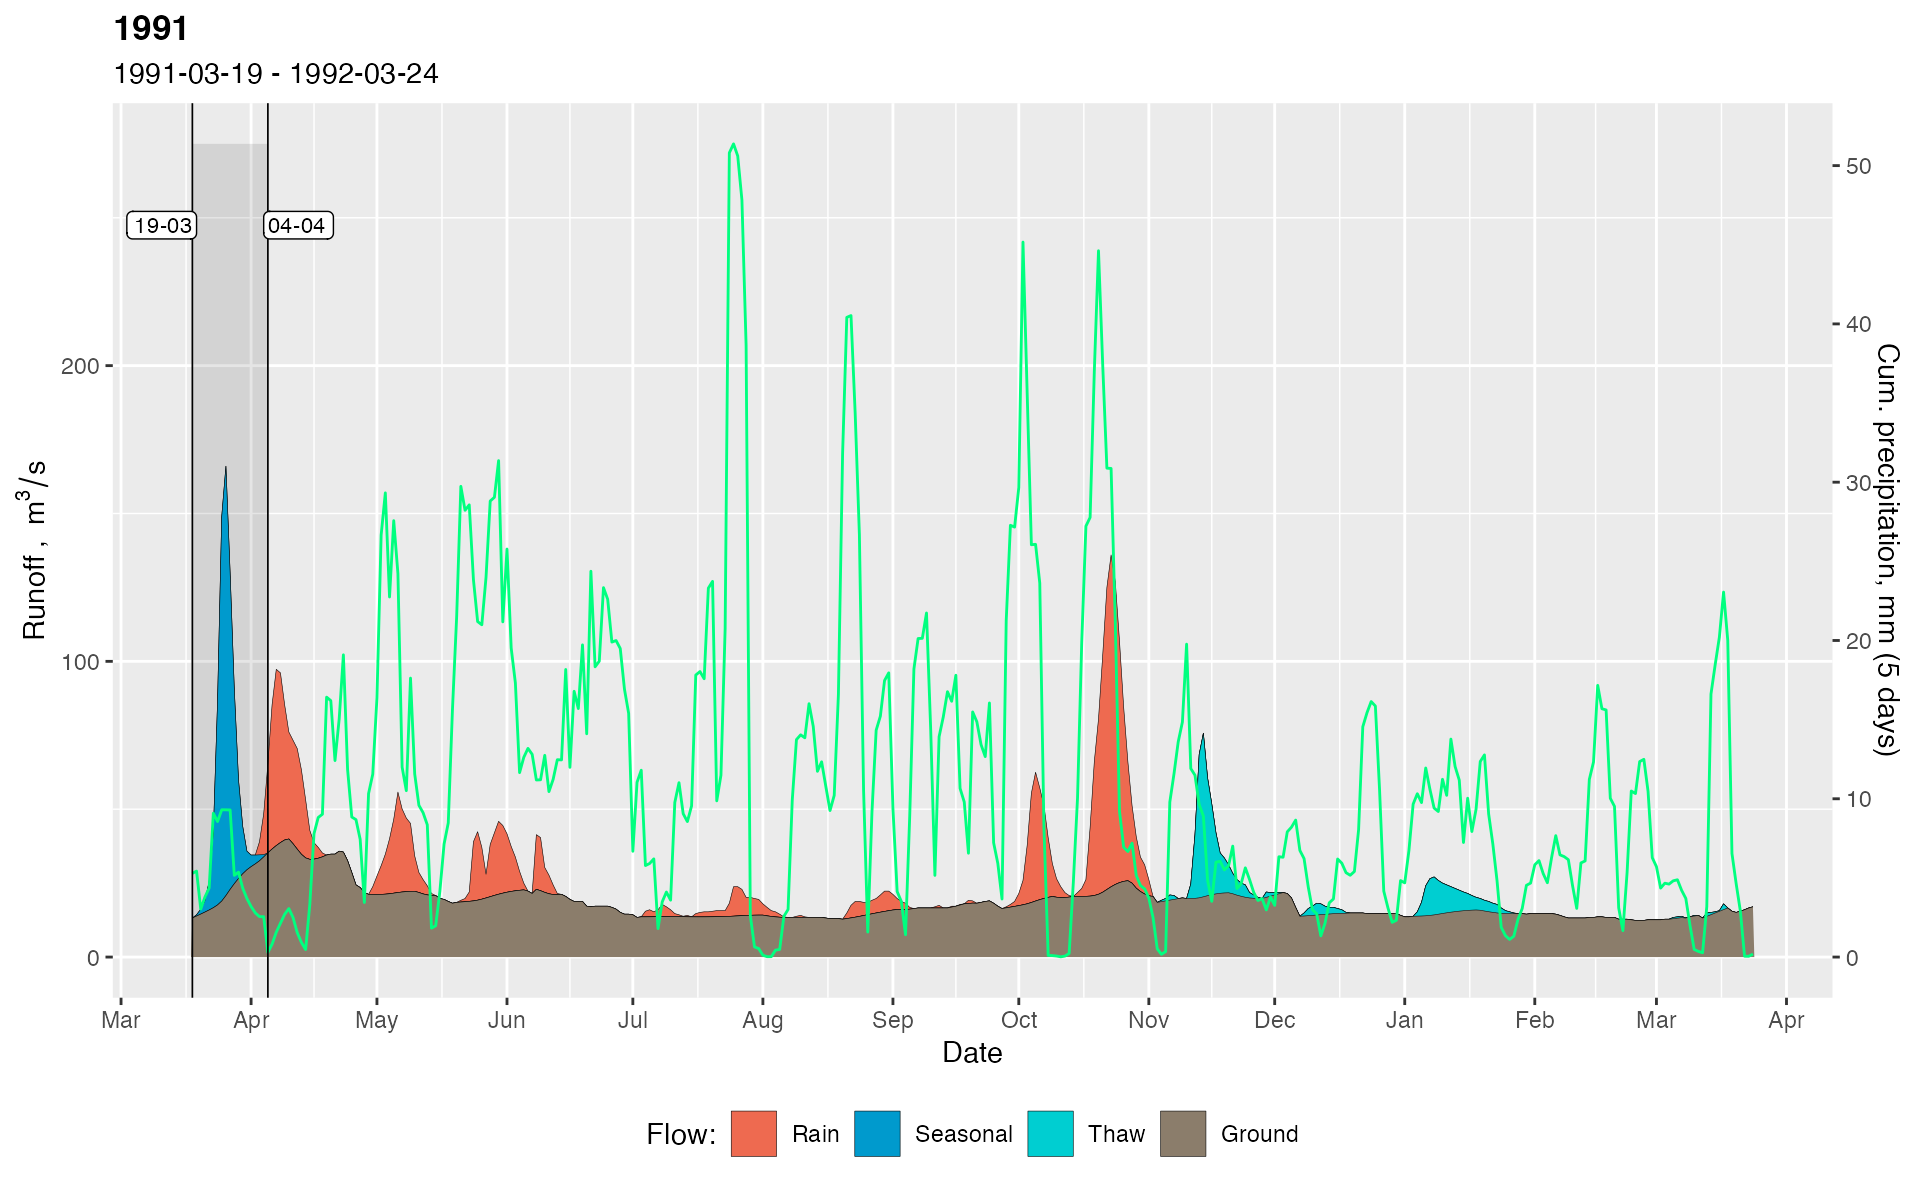 1991
1991-03-19 - 1992-03-24
19-03
04-04
Runoff , m³/s
0
100
200
Cum. precipitation, mm (5 days)
50
40
30
20
10
0
Mar Apr May Jun Jul Aug Sep Oct Nov Dec Jan Feb Mar Apr
Date
Flow: Rain Seasonal Thaw Ground